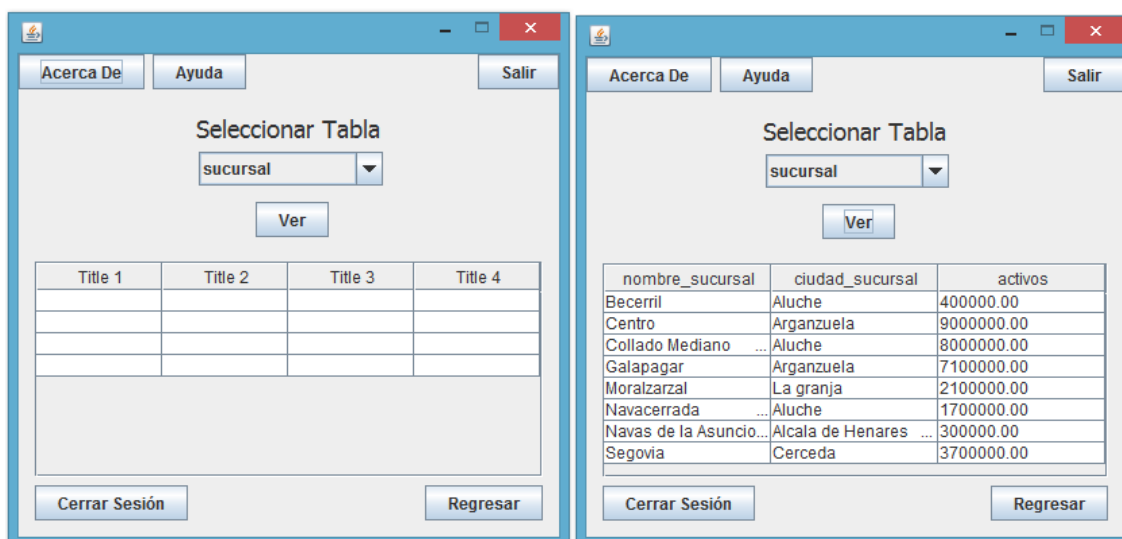 Acerca De Ayuda Salir
Seleccionar Tabla
sucursal
Ver
Title 1 Title 2 Title 3 Title 4
Cerrar Sesión Regresar
Acerca De Ayuda Salir
Seleccionar Tabla
sucursal
Ver
nombre_sucursal ciudad_sucursal activos
Becerril Aluche 400000.00
Centro Arganzuela 9000000.00
Collado Mediano ... Aluche 8000000.00
Galapagar Arganzuela 7100000.00
Moralzarzal La granja 2100000.00
Navacerrada ... Aluche 1700000.00
Navas de la Asuncio... Alcala de Henares ... 300000.00
Segovia Cerceda 3700000.00
Cerrar Sesión Regresar